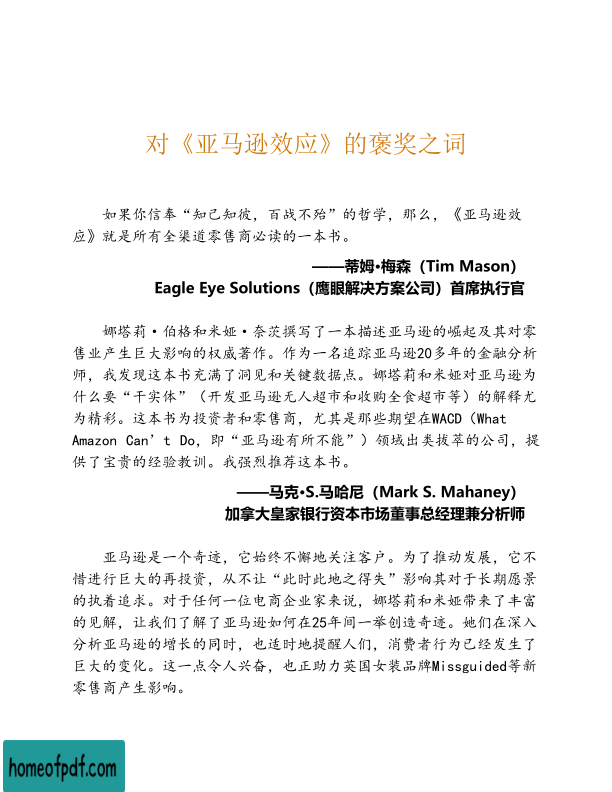 对《亚马逊效应》的褒奖之词
如果你信奉“知己知彼，百战不殆”的哲学，那么，《亚马逊效
应》就是所有全渠道零售商必读的一本书。
——蒂姆•梅森（Tim Mason）
Eagle Eye Solutions（鹰眼解决方案公司）首席执行官
娜塔莉·伯格和米娅·奈茨撰写了一本描述亚马逊的崛起及其对零
售业产生巨大影响的权威著作。作为一名追踪亚马逊20多年的金融分析
师，我发现这本书充满了洞见和关键数据点。娜塔莉和米娅对亚马逊为
什么要“干实体”（开发亚马逊无人超市和收购全食超市等）的解释尤
为精彩。这本书为投资者和零售商，尤其是那些期望在WACD（What
Amazon Can’t Do，即“亚马逊有所不能”）领域出类拔萃的公司，提
供了宝贵的经验教训。我强烈推荐这本书。
——马克•S.马哈尼（Mark S. Mahaney）
加拿大皇家银行资本市场董事总经理兼分析师
亚马逊是一个奇迹，它始终不懈地关注客户。为了推动发展，它不
惜进行巨大的再投资，从不让“此时此地之得失”影响其对于长期愿景
的执着追求。对于任何一位电商企业家来说，娜塔莉和米娅带来了丰富
的见解，让我们了解了亚马逊如何在25年间一举创造奇迹。她们在深入
分析亚马逊的增长的同时，也适时地提醒人们，消费者行为已经发生了
巨大的变化。这一点令人兴奋，也正助力英国女装品牌Missguided等新
零售商产生影响。
homeofpdf.com